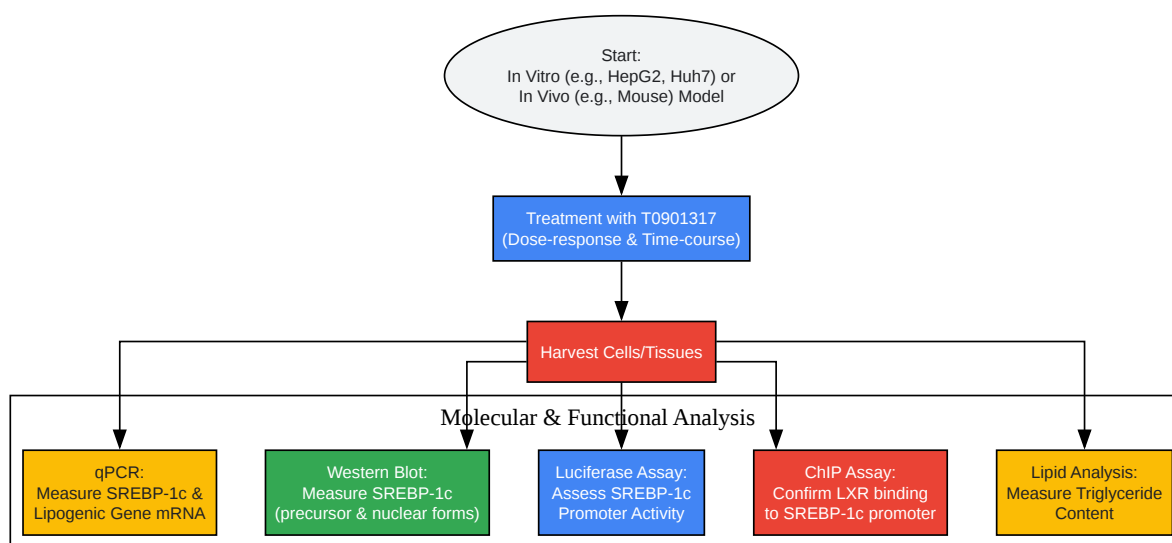 Start:
In Vitro (e.g., HepG2, Huh7) or
In Vivo (e.g., Mouse) Model
Treatment with T0901317
(Dose-response & Time-course)
Harvest Cells/Tissues
Molecular & Functional Analysis
qPCR:
Measure SREBP-1c &
Lipogenic Gene mRNA
Western Blot:
Measure SREBP-1c
(precursor & nuclear forms)
Luciferase Assay:
Assess SREBP-1c
Promoter Activity
ChIP Assay:
Confirm LXR binding
to SREBP-1c promoter
Lipid Analysis:
Measure Triglyceride
Content